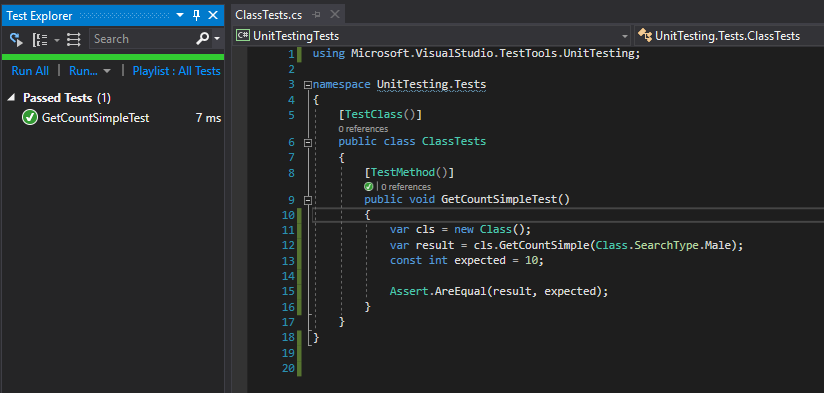 Test Explorer
Search
Run All | Run... | Playlist : All Tests
Passed Tests (1)
GetCountSimpleTest 7 ms
ClassTests.cs
UnitTestingTests
UnitTesting.Tests.ClassTests
1 using Microsoft.VisualStudio.TestTools.UnitTesting;
2
3 namespace UnitTesting.Tests
4 {
5 [TestClass()]
0 references
6 public class ClassTests
7 {
8 [TestMethod()]
| 0 references
9 public void GetCountSimpleTest()
10 {
11 var cls = new Class();
12 var result = cls.GetCountSimple(Class.SearchType.Male);
13 const int expected = 10;
14
15 Assert.AreEqual(result, expected);
16 }
17 }
18 }
19
20